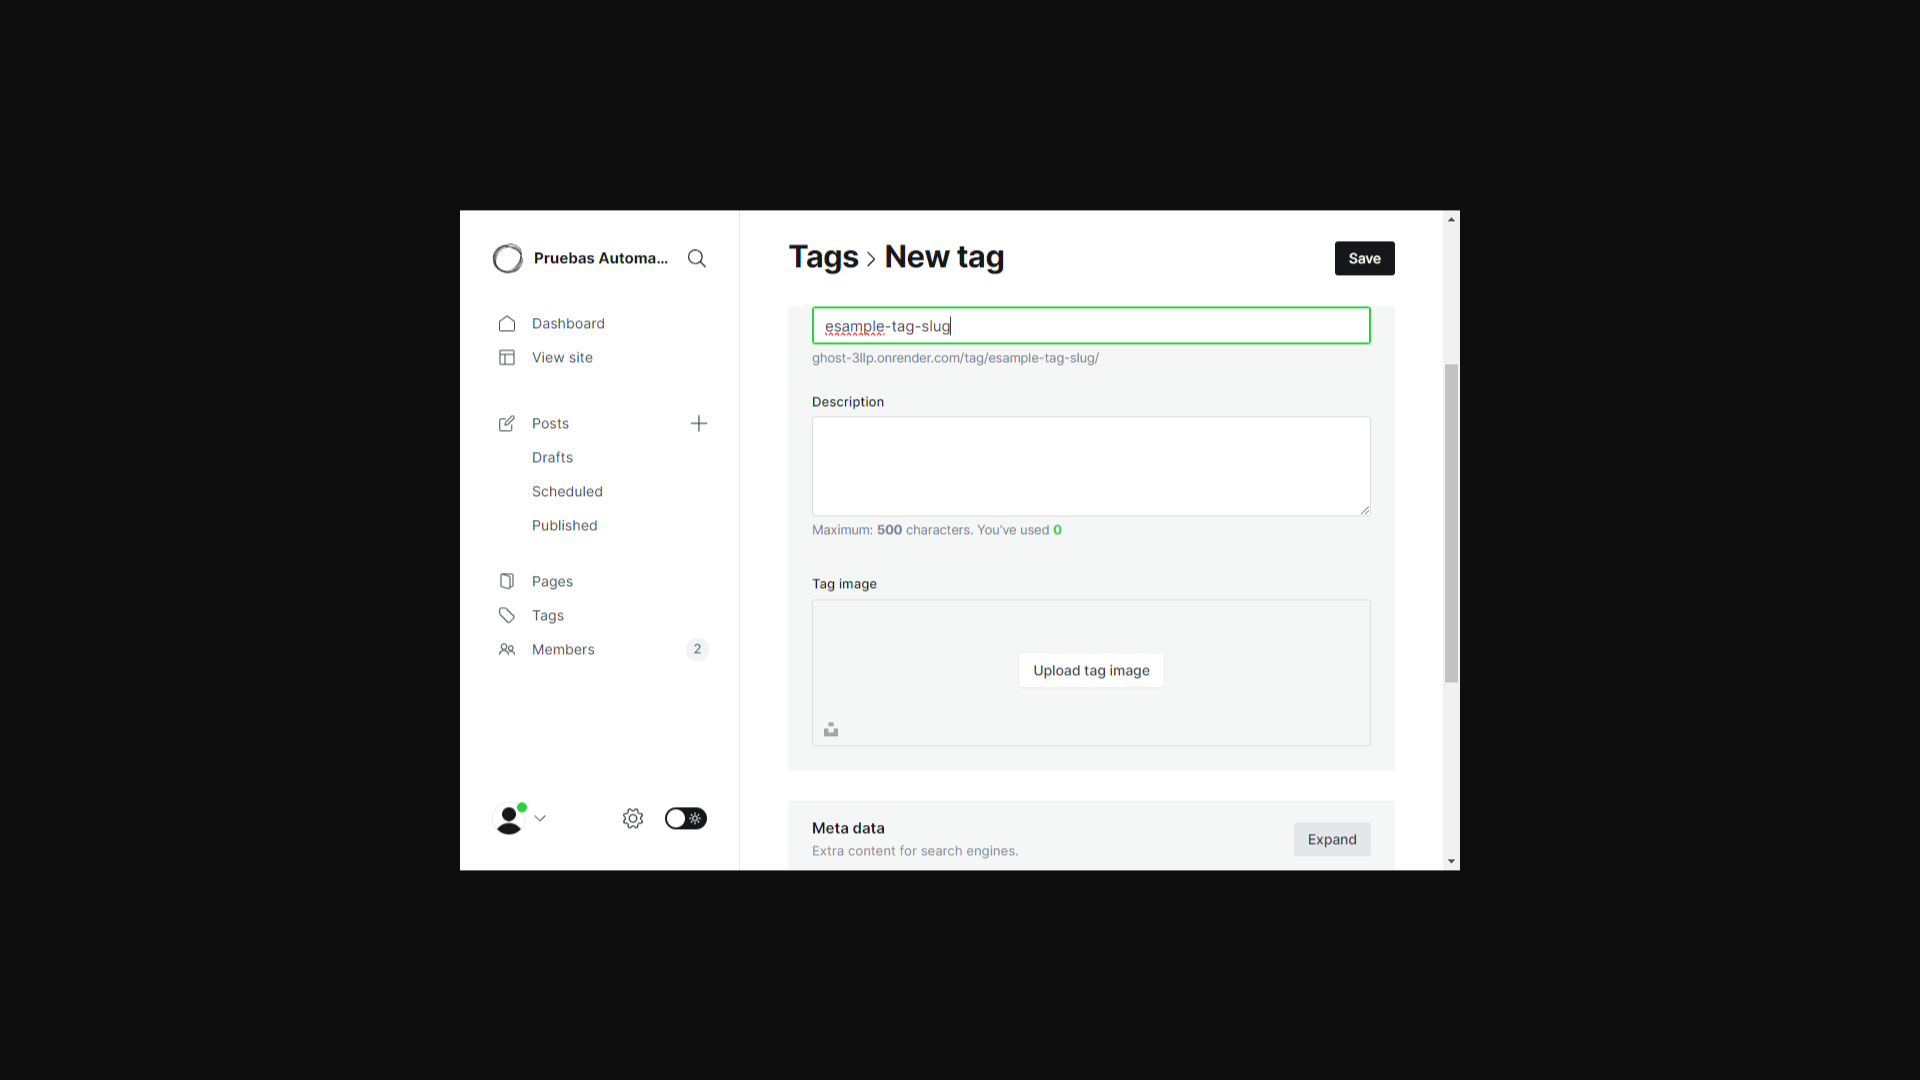 Pruebas Automa...
Dashboard
View site
Posts
Drafts
Scheduled
Published
Pages
Tags
Members
2
Tags > New tag
Save
esample-tag-slug
ghost-3llp.onrender.com/tag/esample-tag-slug/
Description
Maximum: 500 characters. You've used 0
Tag image
Upload tag image
Meta data
Extra content for search engines.
Expand